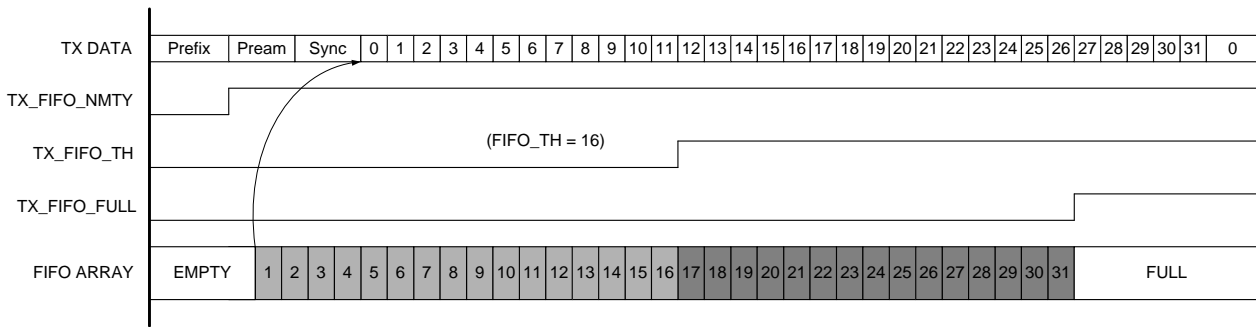 TX DATA Prefix Pream Sync 0 1 2 3 4 5 6 7 8 9 10 11 12 13 14 15 16 17 18 19 20 21 22 23 24 25 26 27 28 29 30 31 0
TX_FIFO_NMTY
(FIFO_TH = 16)
TX_FIFO_TH
TX_FIFO_FULL
FIFO ARRAY EMPTY 1 2 3 4 5 6 7 8 9 10 11 12 13 14 15 16 17 18 19 20 21 22 23 24 25 26 27 28 29 30 31 FULL